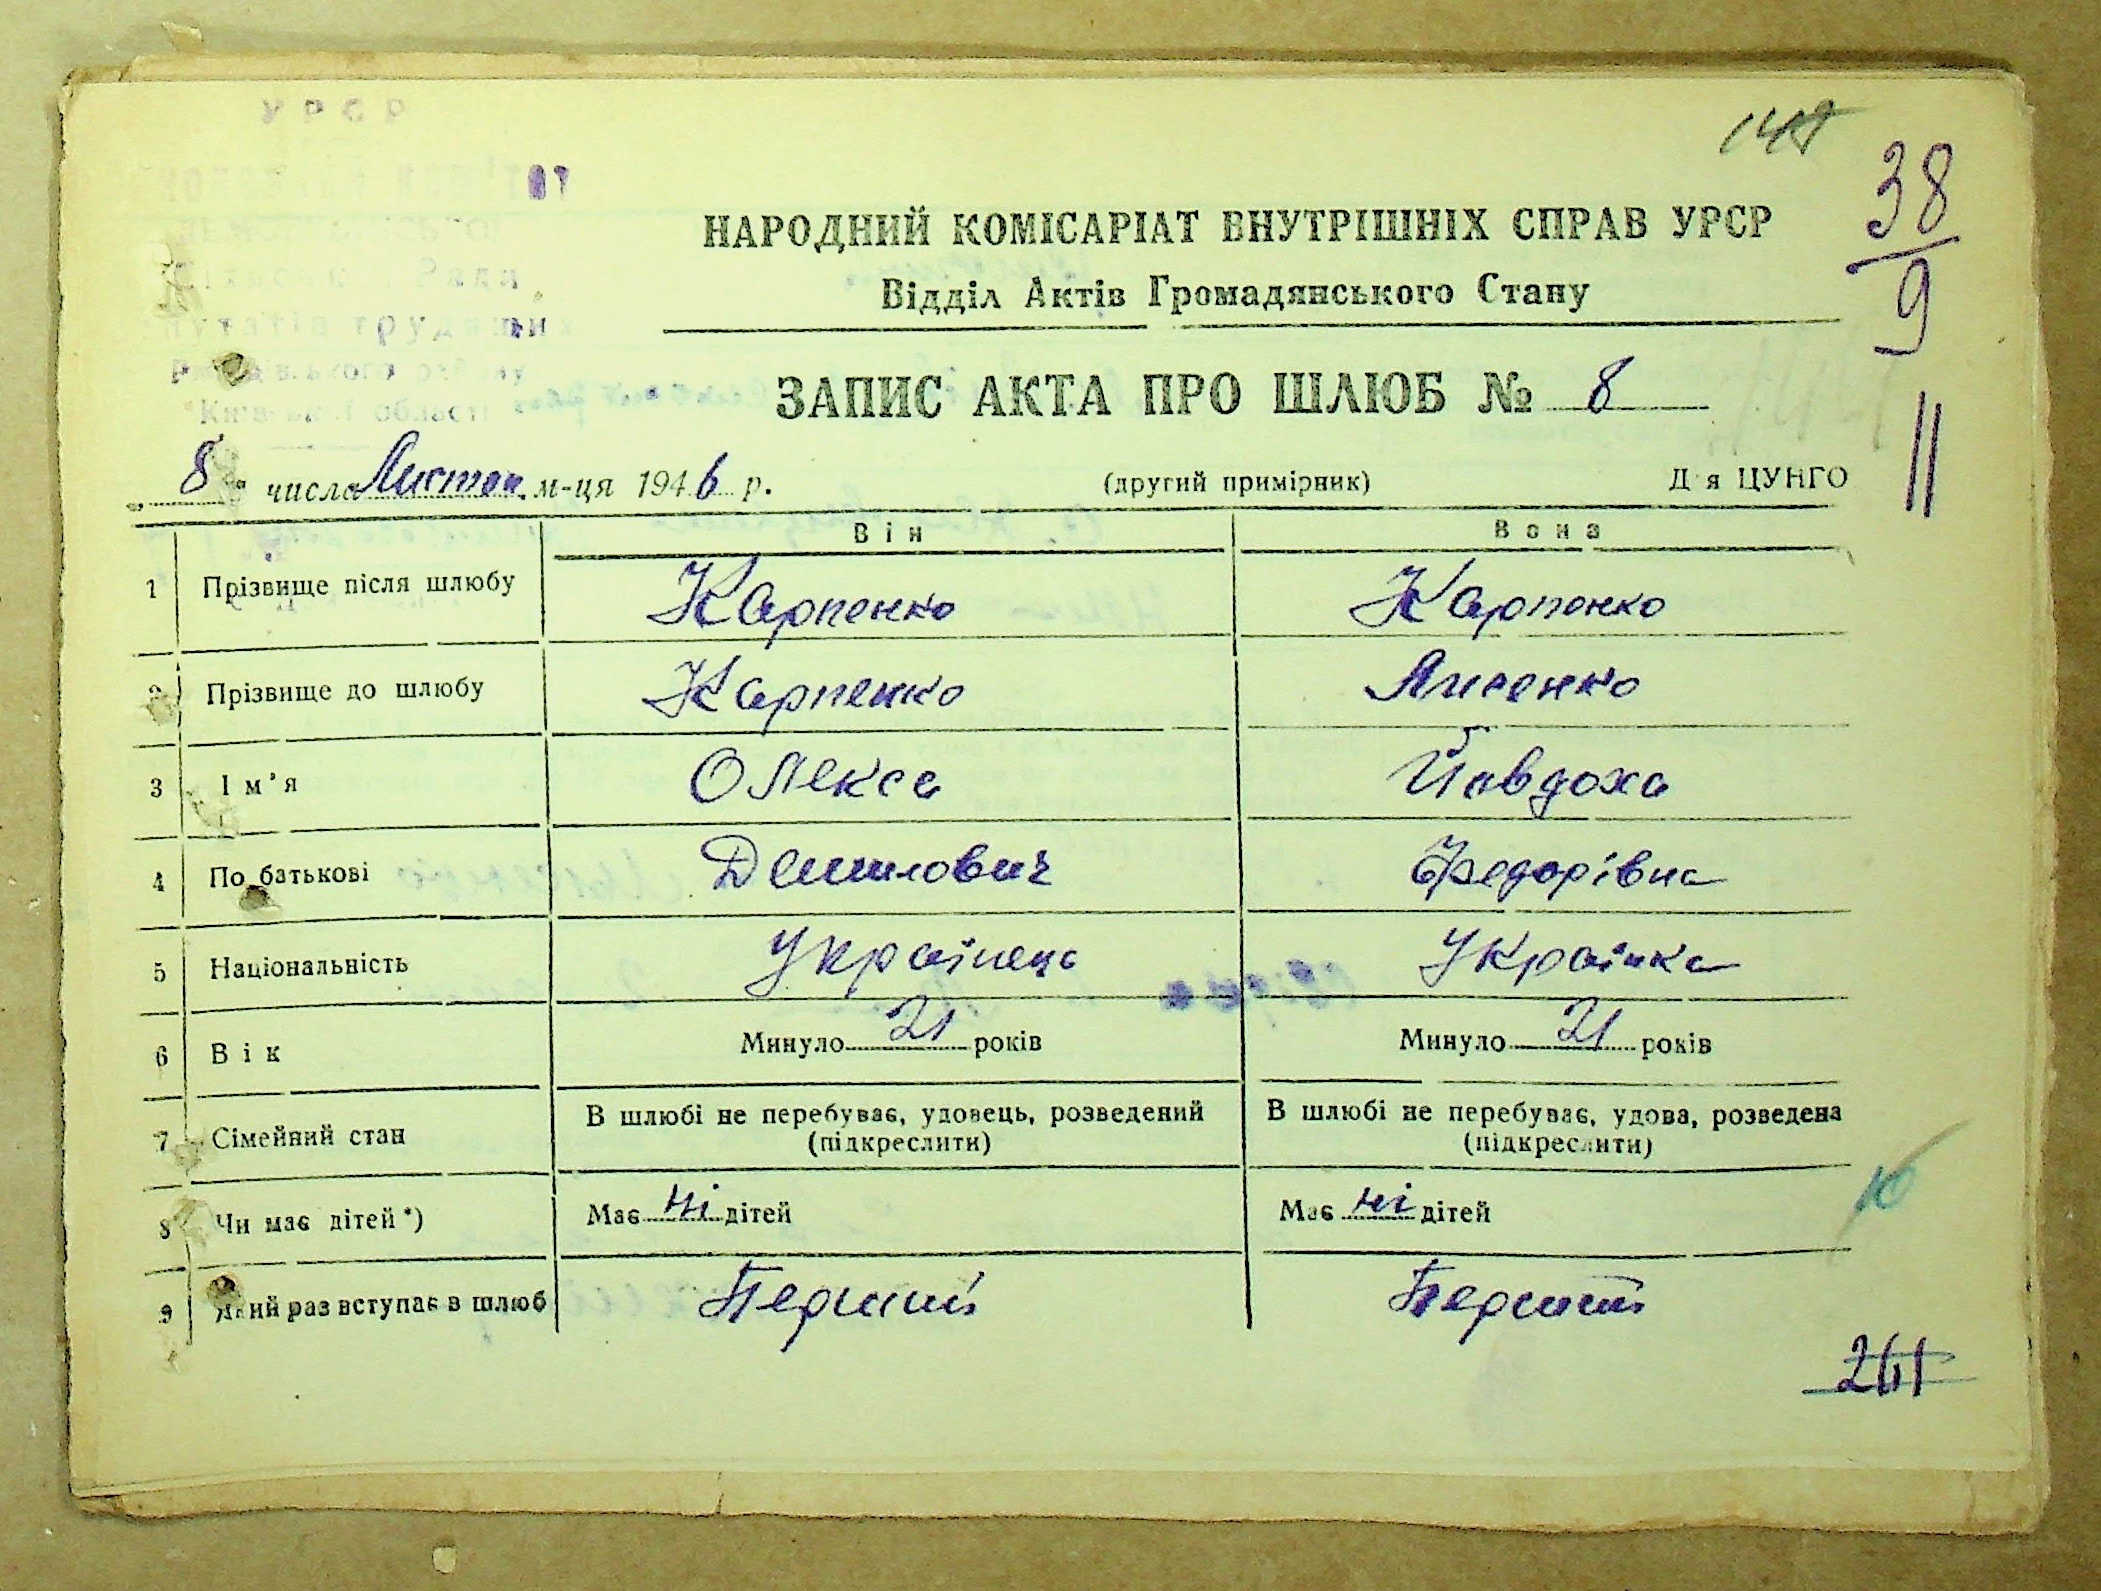 УРСР
147
38
9
НАРОДНИЙ КОМІСАРІАТ ВНУТРІШНІХ СПРАВ УРСР
Відділ Актів Громадянського Стану
ЗАПИС АКТА ПРО ШЛЮБ № 8
„8" числа Листоп. м-ця 1946 р. (другий примірник) Для ЦУНГО
Він Вона
1 Прізвище після шлюбу Карпенко Карпенко
2 Прізвище до шлюбу Карпенко Лисенко
3 Ім'я Олекса Йавдоха
4 По батькові Данилович Федорівна
5 Національність Українець Українка
6 Вік Минуло 21 років Минуло 21 років
7 Сімейний стан В шлюбі не перебуває, удовець, розведений (підкреслити) В шлюбі не перебуває, удова, розведена (підкреслити)
8 Чи має дітей*) Має ні дітей Має ні дітей
9 Який раз вступає в шлюб Перший Перший